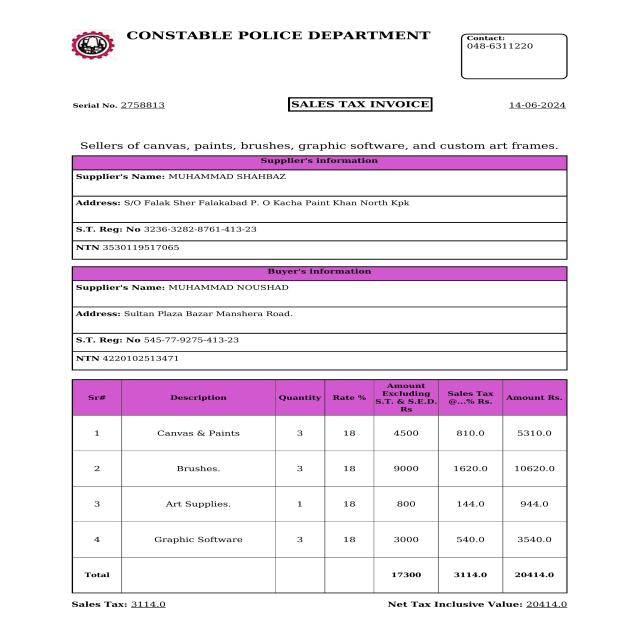 CONSTABLE POLICE DEPARTMENT
Contact:
048-6311220
Serial No. 2758813
SALES TAX INVOICE
14-06-2024
Sellers of canvas, paints, brushes, graphic software, and custom art frames.
Supplier's information
Supplier's Name: MUHAMMAD SHAHBAZ
Address: S/O Falak Sher Falakabad P. O Kacha Paint Khan North Kpk
S.T. Reg: No 3236-3282-8761-413-23
NTN 3530119517065
Buyer's information
Supplier's Name: MUHAMMAD NOUSHAD
Address: Sultan Plaza Bazar Manshera Road.
S.T. Reg: No 545-77-9275-413-23
NTN 4220102513471
Sr# Description Quantity Rate % Amount Excluding S.T. & S.E.D. Rs Sales Tax @...% Rs. Amount Rs.
1 Canvas & Paints 3 18 4500 810.0 5310.0
2 Brushes. 3 18 9000 1620.0 10620.0
3 Art Supplies. 1 18 800 144.0 944.0
4 Graphic Software 3 18 3000 540.0 3540.0
Total 17300 3114.0 20414.0
Sales Tax: 3114.0 Net Tax Inclusive Value: 20414.0